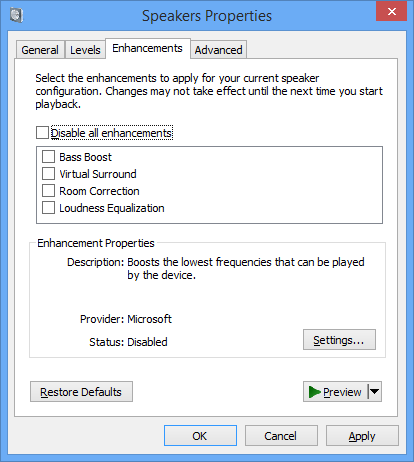 Speakers Properties
General Levels Enhancements Advanced
Select the enhancements to apply for your current speaker
configuration. Changes may not take effect until the next time you start
playback.
Disable all enhancements
Bass Boost
Virtual Surround
Room Correction
Loudness Equalization
Enhancement Properties
Description: Boosts the lowest frequencies that can be played
by the device.
Provider: Microsoft
Status: Disabled
Settings...
Restore Defaults
Preview
OK Cancel Apply